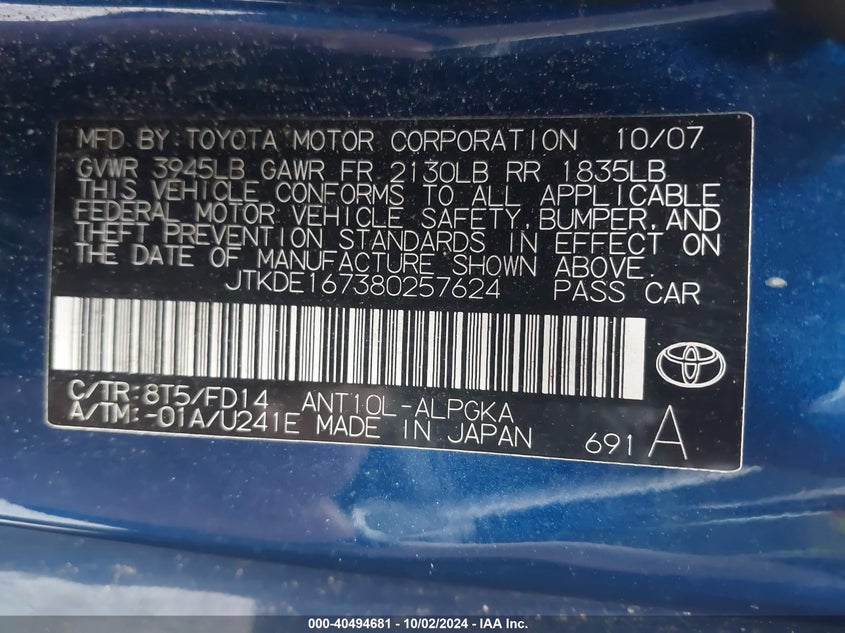 MFD BY TOYOTA MOTOR CORPORATION 10/07
GVWR 3945LB GAWR FR 2130LB RR 1835LB
THIS VEHICLE CONFORMS TO ALL APPLICABLE
FEDERAL MOTOR VEHICLE SAFETY, BUMPER, AND
THEFT PREVENTION STANDARDS IN EFFECT ON
THE DATE OF MANUFACTURE SHOWN ABOVE.
JTKDE167380257624 PASS CAR
C/TR:8T5/FD14 ANT10L-ALPGKA
A/TM:-01A/U241E MADE IN JAPAN 691 A
000-40494681 - 10/02/2024 - IAA Inc.